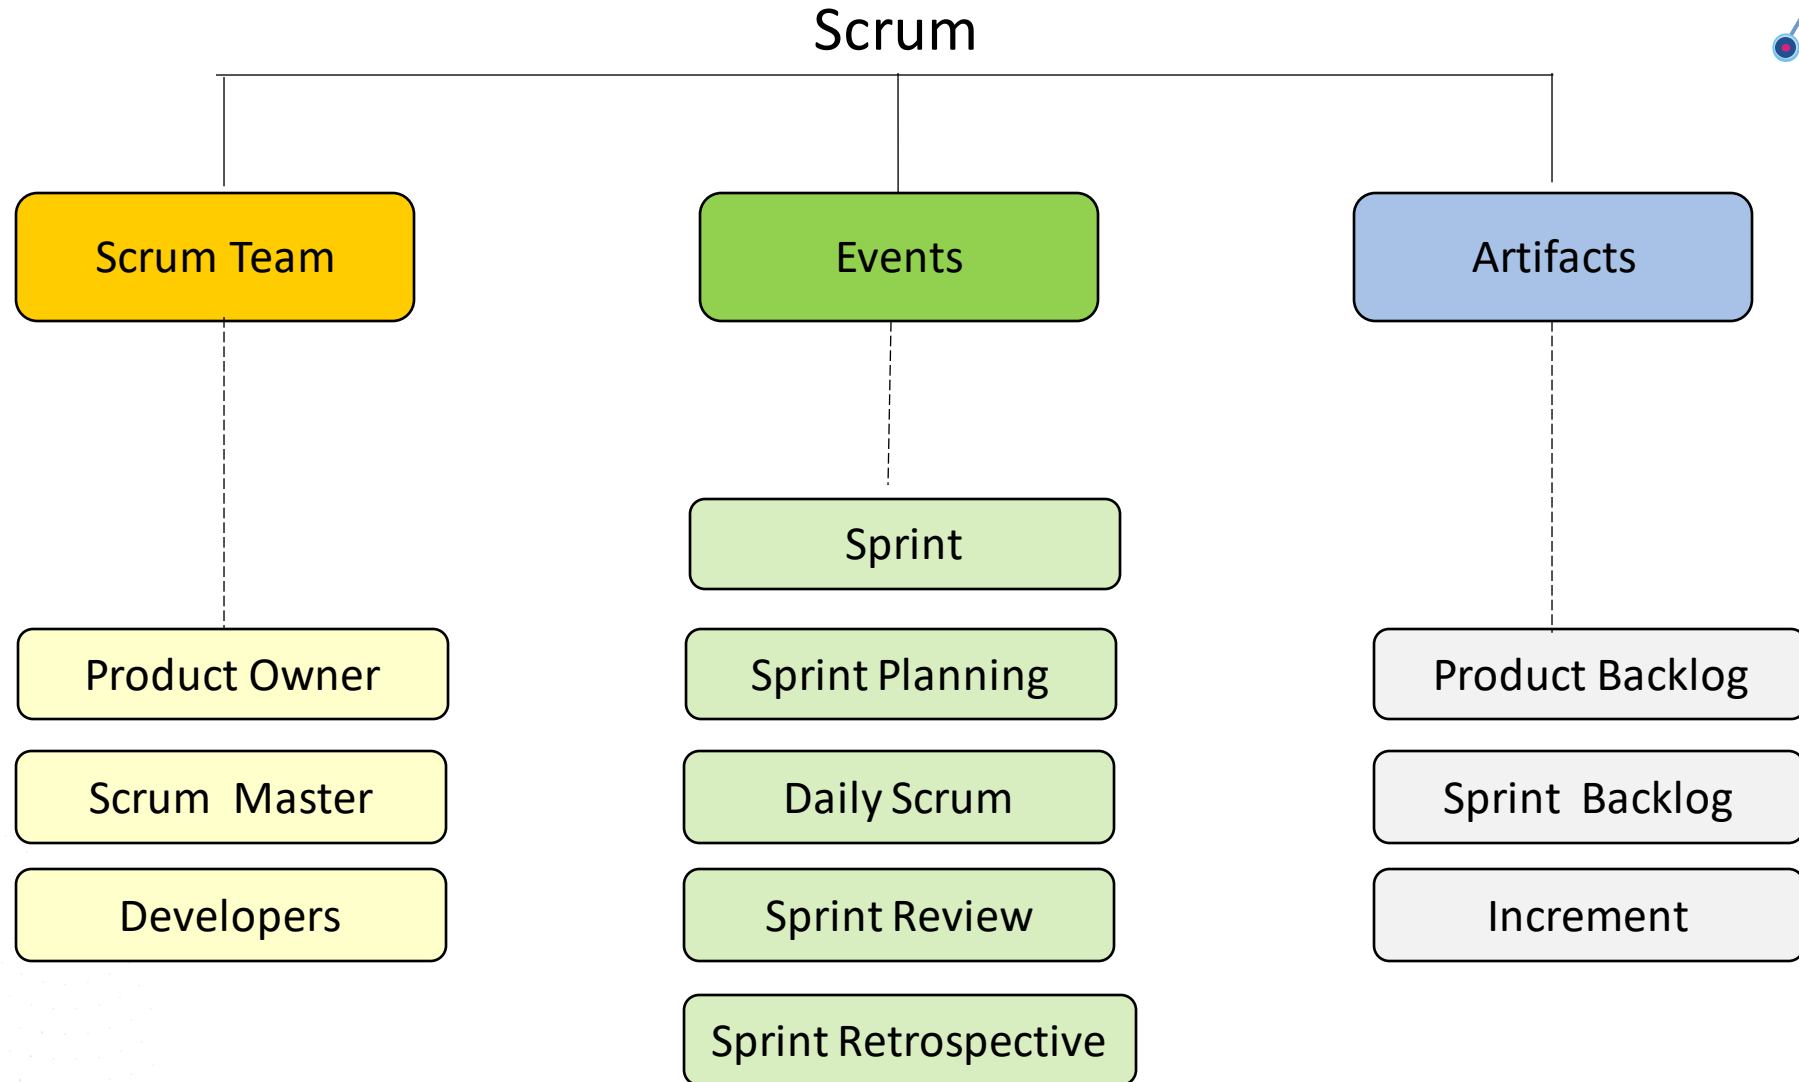 Scrum
Scrum Team
Events
Artifacts
Sprint
Product Owner
Sprint Planning
Product Backlog
Scrum Master
Daily Scrum
Sprint Backlog
Developers
Sprint Review
Increment
Sprint Retrospective